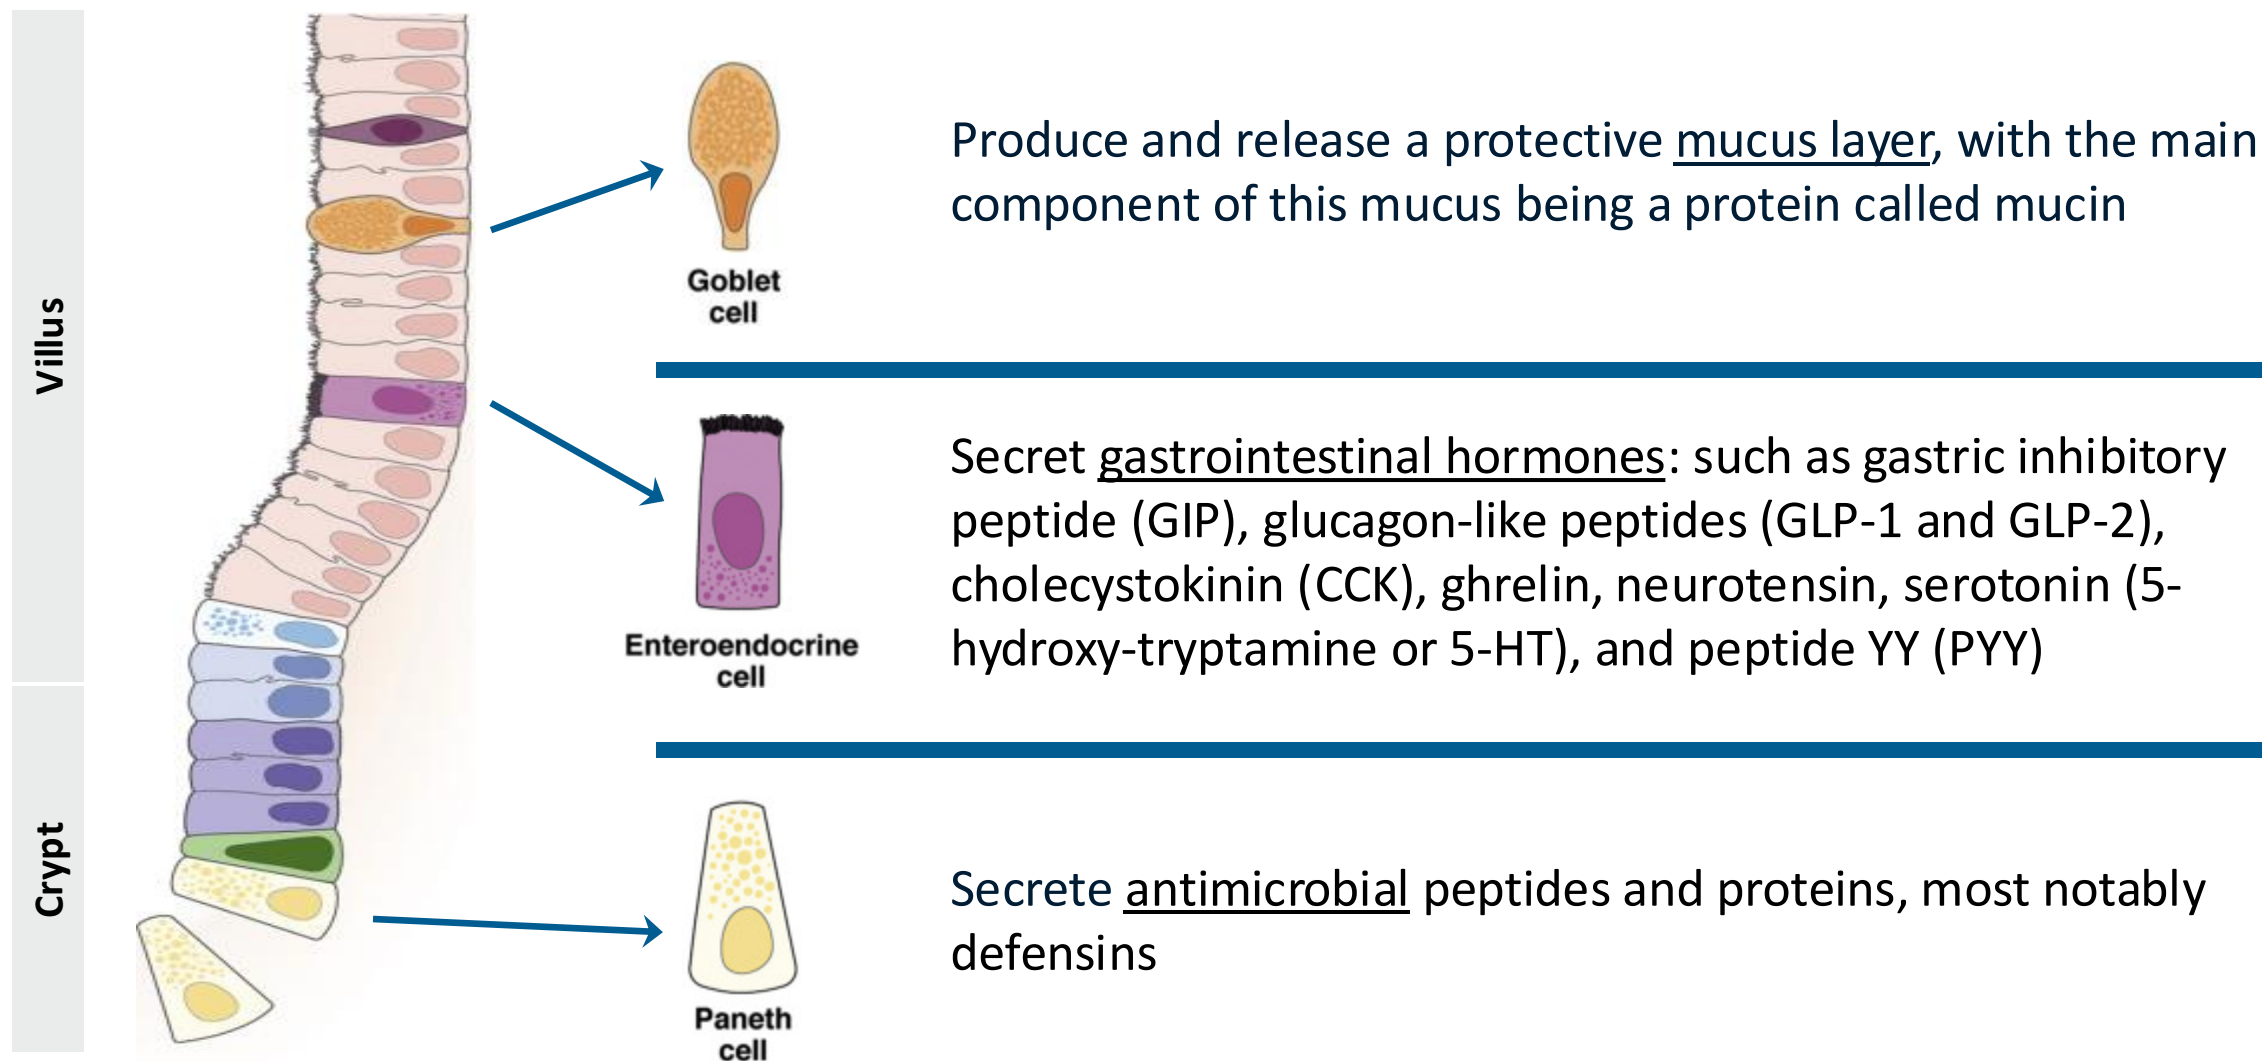 Villus
Crypt
Goblet
cell
Produce and release a protective mucus layer, with the main
component of this mucus being a protein called mucin
Enteroendocrine
cell
Secret gastrointestinal hormones: such as gastric inhibitory
peptide (GIP), glucagon-like peptides (GLP-1 and GLP-2),
cholecystokinin (CCK), ghrelin, neurotensin, serotonin (5-
hydroxy-tryptamine or 5-HT), and peptide YY (PYY)
Paneth
cell
Secrete antimicrobial peptides and proteins, most notably
defensins